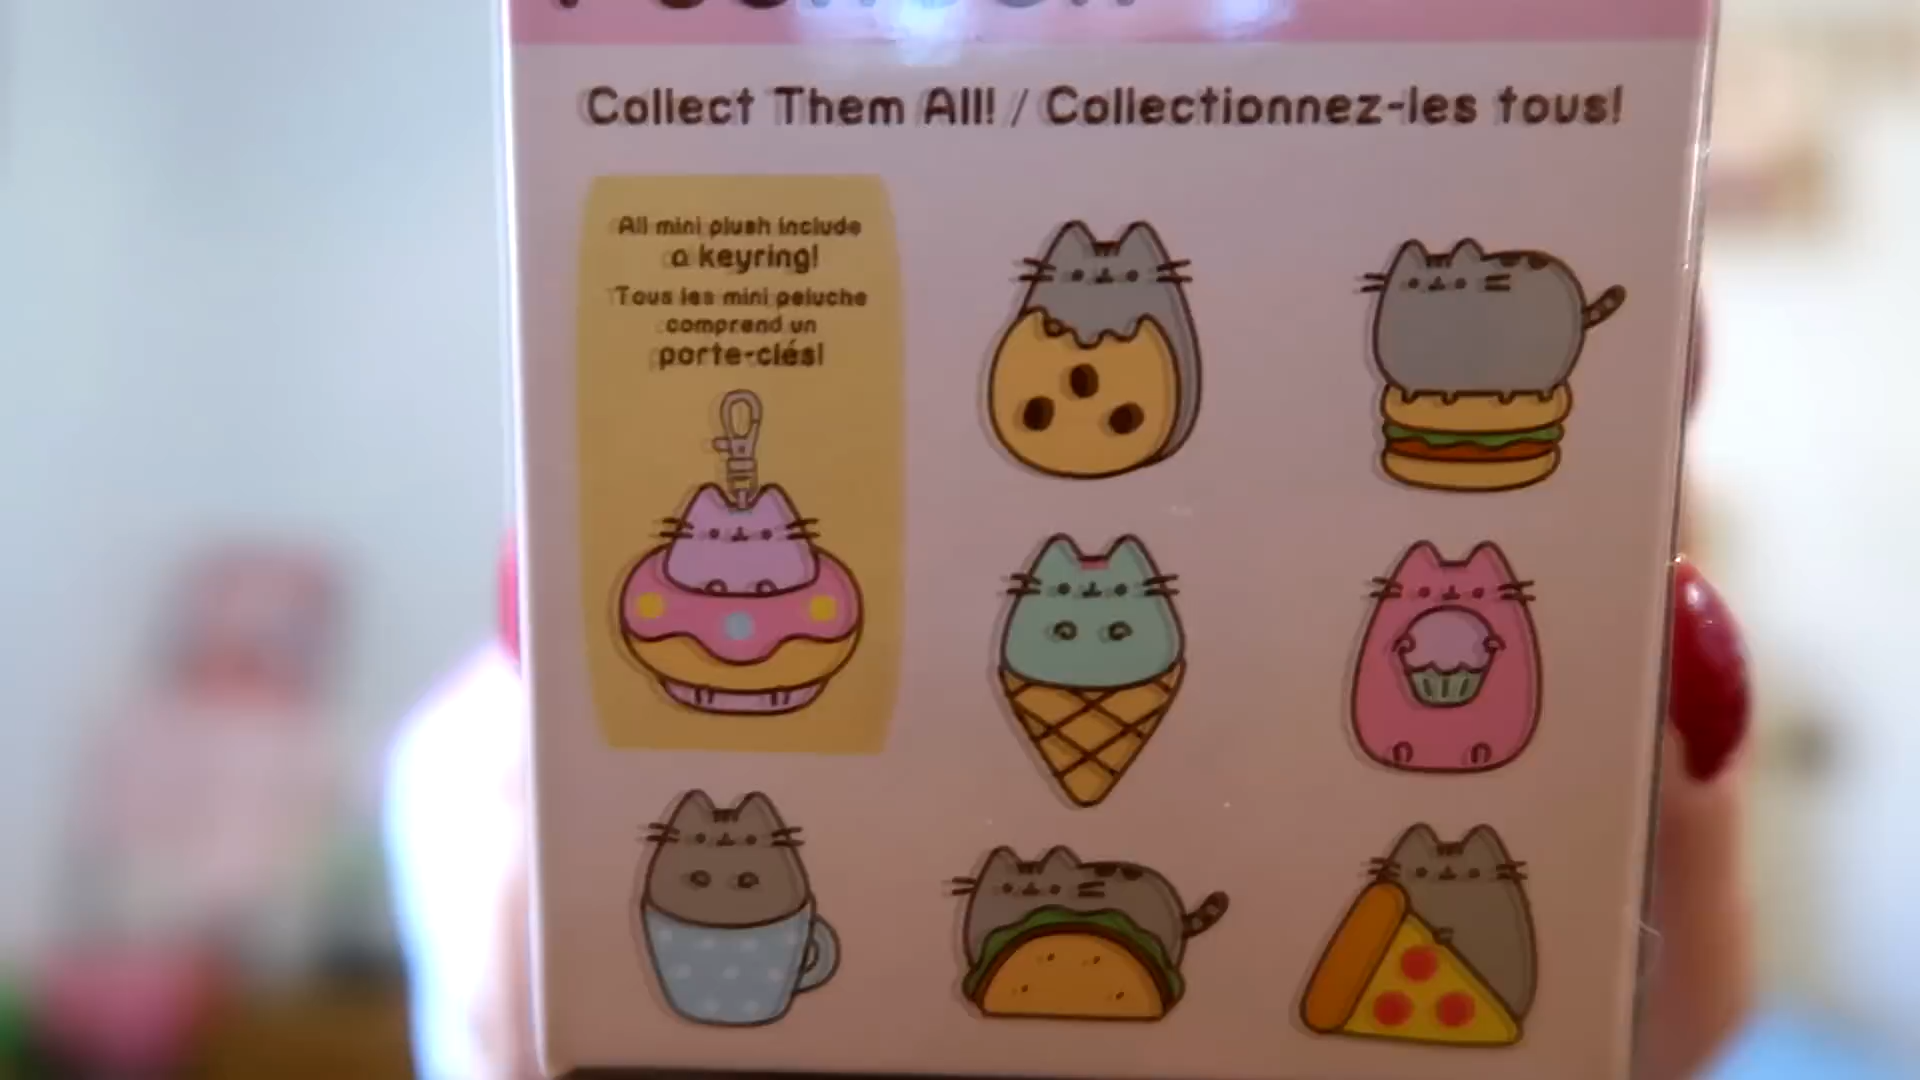 Collect Them All! / Collectionnez-les tous!
All mini plush include
a keyring!
Tous les mini peluche
comprend un
porte-clés!